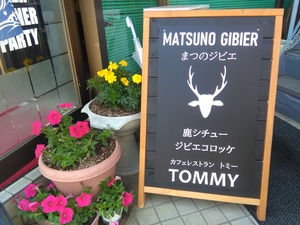 MATSUNO GIBIER
まつのジビエ
鹿シチュー
ジビエコロッケ
カフェレストラン トミー
TOMMY
PARTY